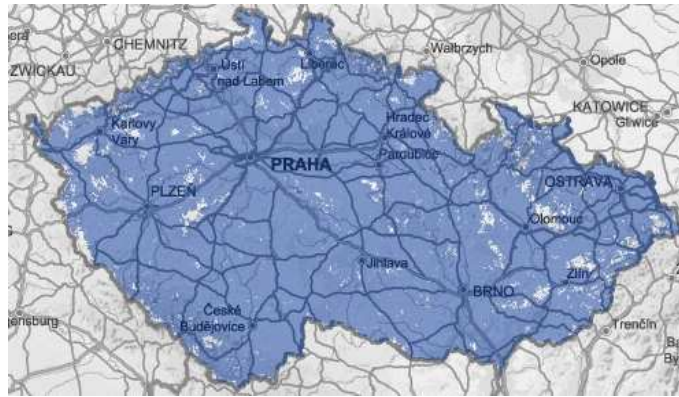 CHEMNITZ
ZWICKAU
Ústí
nad Labem
Liberec
Wałbrzych
Opole
KATOWICE
Gliwice
Karlovy
Vary
Hradec
Králové
Pardubice
PRAHA
PLZEŇ
OSTRAVA
Olomouc
Jihlava
Zlín
BRNO
České
Budějovice
Trenčín